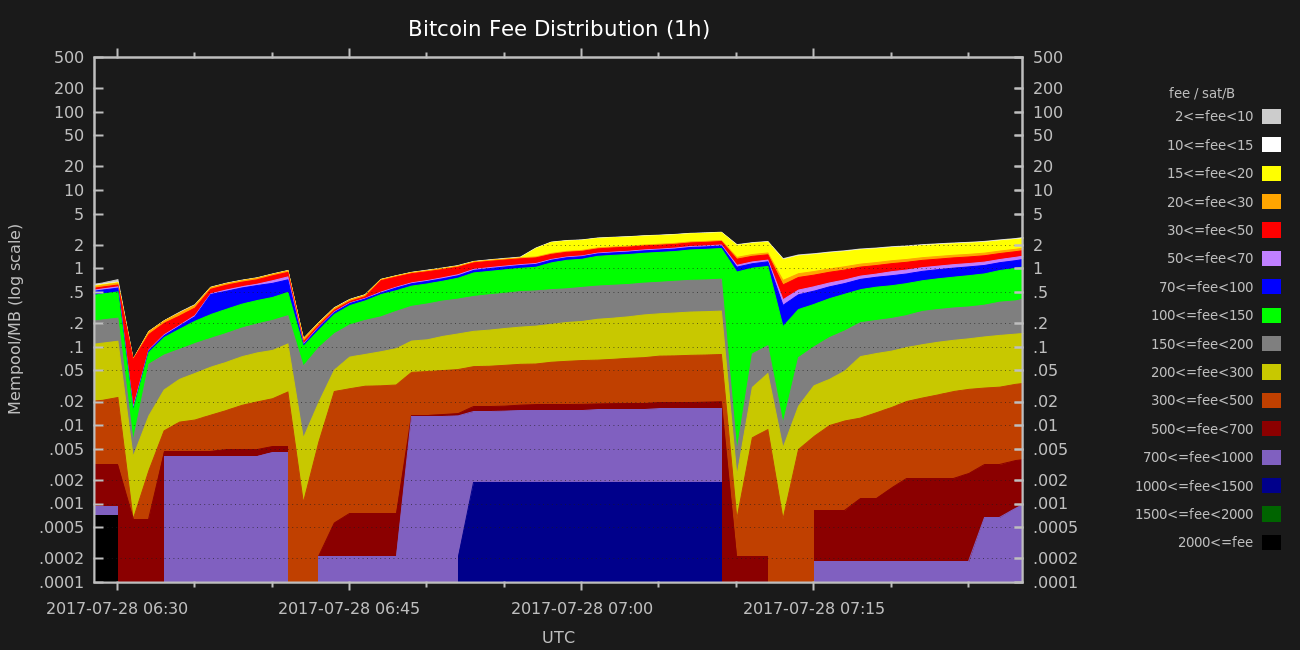 Bitcoin Fee Distribution (1h)
500
200
100
50
20
10
5
2
1
.5
.2
.1
.05
.02
.01
.005
.002
.001
.0005
.0002
.0001
Mempool/MB (log scale)
500
200
100
50
20
10
5
2
1
.5
.2
.1
.05
.02
.01
.005
.002
.001
.0005
.0002
.0001
2017-07-28 06:30
2017-07-28 06:45
2017-07-28 07:00
2017-07-28 07:15
UTC
fee / sat/B
2<=fee<10
10<=fee<15
15<=fee<20
20<=fee<30
30<=fee<50
50<=fee<70
70<=fee<100
100<=fee<150
150<=fee<200
200<=fee<300
300<=fee<500
500<=fee<700
700<=fee<1000
1000<=fee<1500
1500<=fee<2000
2000<=fee